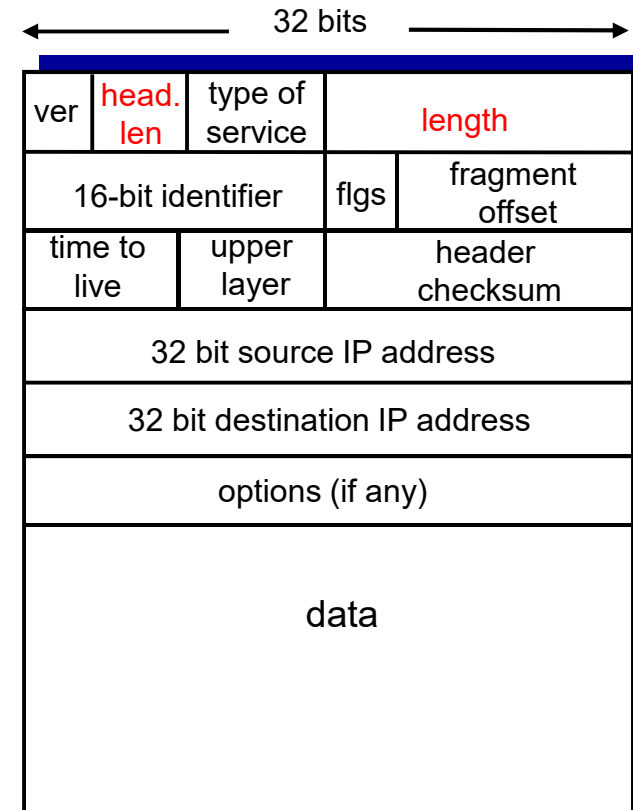 32 bits
ver head. len type of service length
16-bit identifier flgs fragment offset
time to live upper layer header checksum
32 bit source IP address
32 bit destination IP address
options (if any)
data